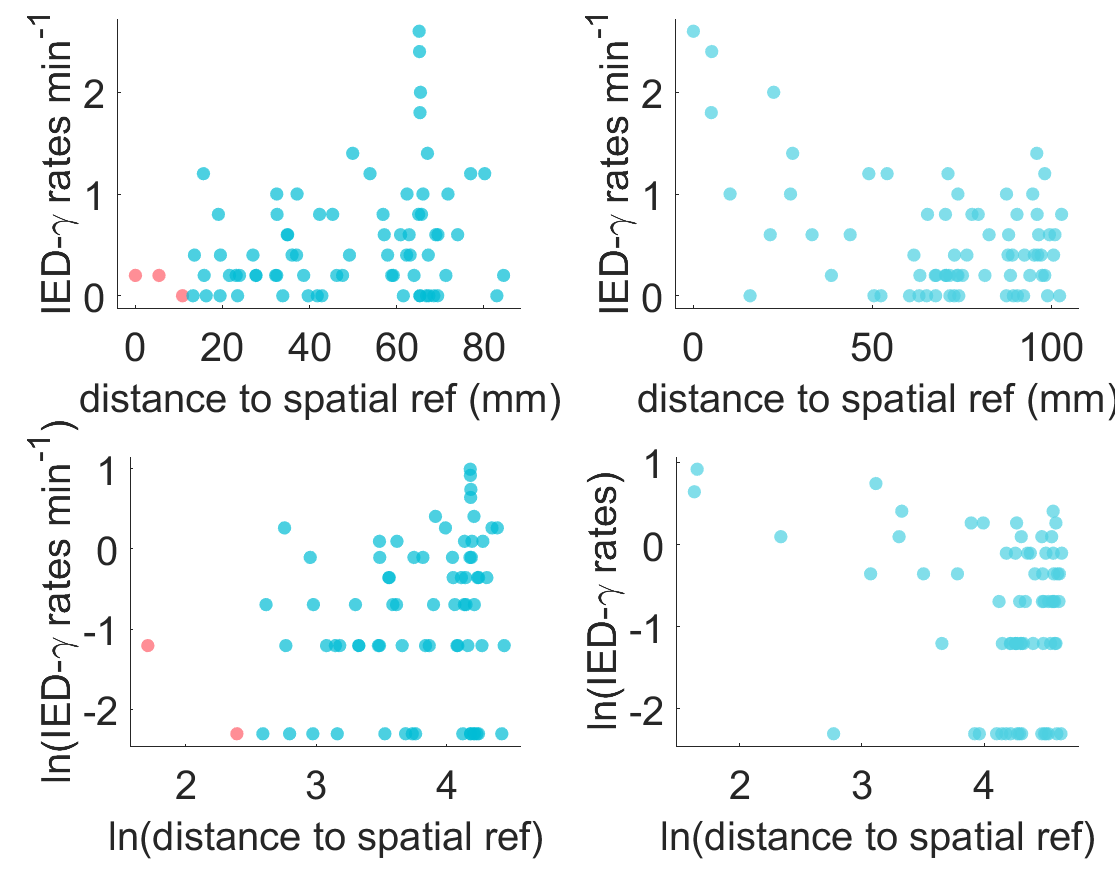 IED-γ rates min⁻¹
2
1
0
0 20 40 60 80
distance to spatial ref (mm)
IED-γ rates min⁻¹
2
1
0
0 50 100
distance to spatial ref (mm)
ln(IED-γ rates min⁻¹)
1
0
-1
-2
2 3 4
ln(distance to spatial ref)
ln(IED-γ rates)
1
0
-1
-2
2 3 4
ln(distance to spatial ref)